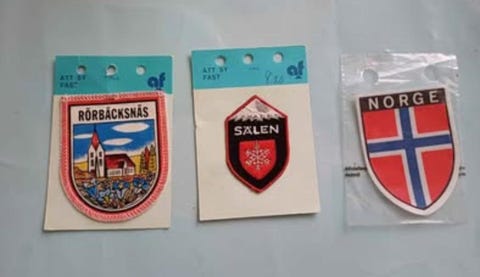 ATT SY
FAST
af
RÖRBÄCKSNÄS
ATT SY
FAST
af
SÄLEN
NORGE